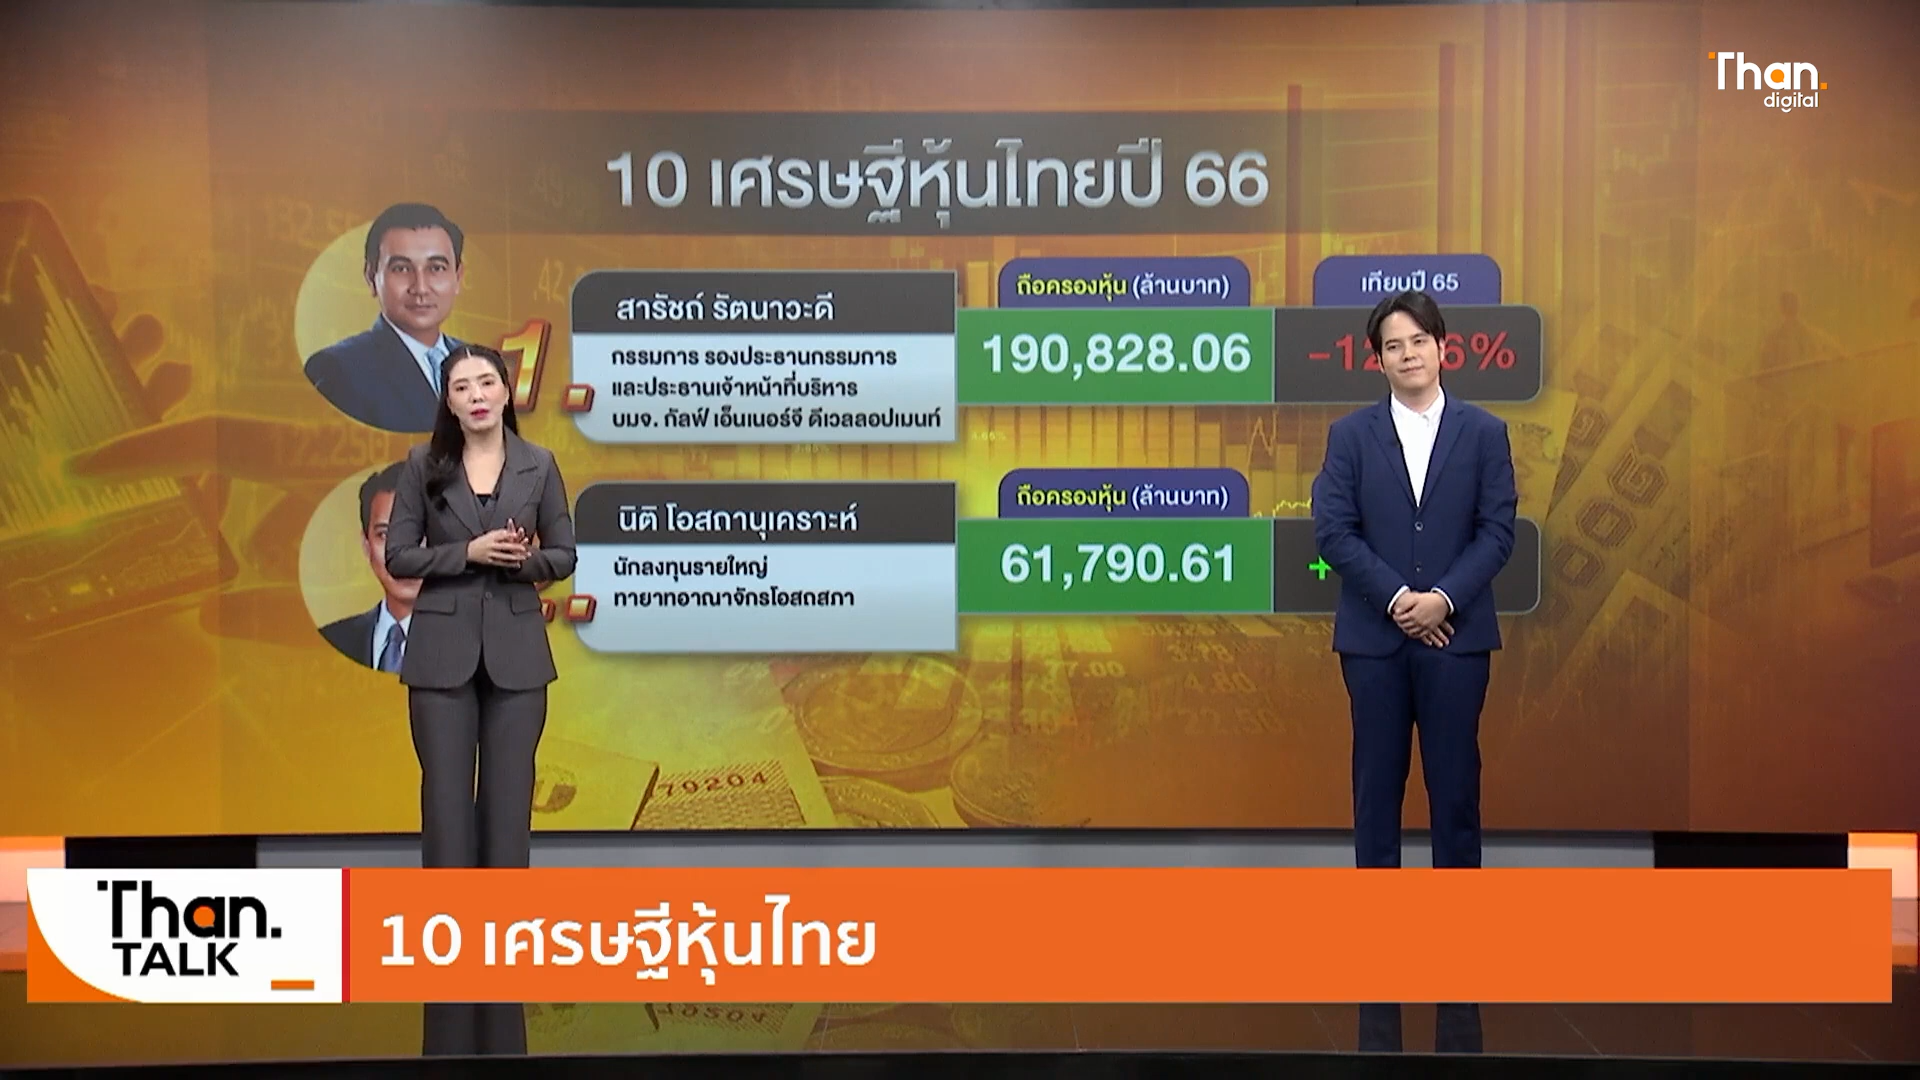 Than.
digital
10 เศรษฐีหุ้นไทยปี 66
สารัชถ์ รัตนาวะดี
กรรมการ รองประธานกรรมการ
และประธานเจ้าหน้าที่บริหาร
บมจ. กัลฟ์ เอ็นเนอร์จี ดีเวลลอปเมนท์
1.
ถือครองหุ้น (ล้านบาท)
190,828.06
เทียบปี 65
นิติ โอสถานุเคราะห์
นักลงทุนรายใหญ่
ทายาทอาณาจักรโอสถสภา
ถือครองหุ้น (ล้านบาท)
61,790.61
+
79204
Than.
TALK
10 เศรษฐีหุ้นไทย